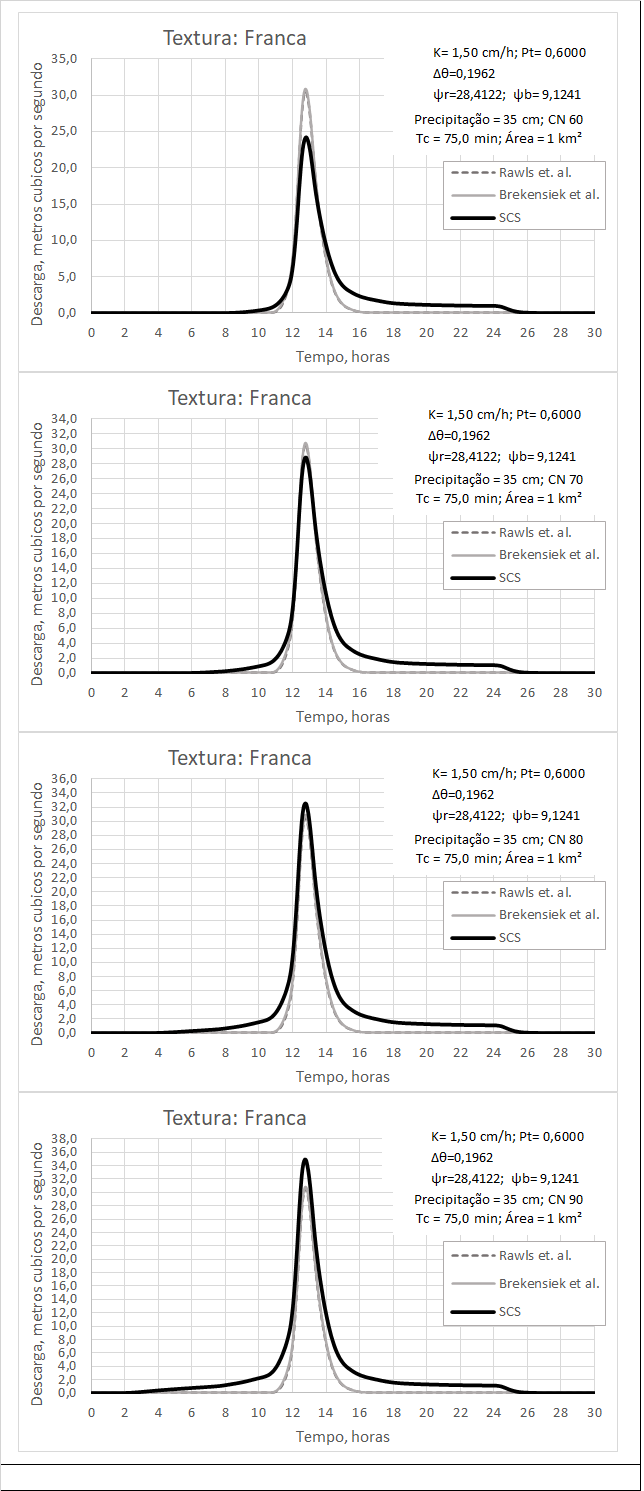 Textura: Franca
K= 1,50 cm/h; Pt= 0,6000
Δθ=0,1962
ψr=28,4122;  ψb= 9,1241
Precipitação = 35 cm; CN 60
Tc = 75,0 min; Área = 1 km²
Rawls et. al.
Brekensiek et al.
SCS
Descarga, metros cubicos por segundo
35,0
30,0
25,0
20,0
15,0
10,0
5,0
0,0
0 2 4 6 8 10 12 14 16 18 20 22 24 26 28 30
Tempo, horas
Textura: Franca
K= 1,50 cm/h; Pt= 0,6000
Δθ=0,1962
ψr=28,4122;  ψb= 9,1241
Precipitação = 35 cm; CN 70
Tc = 75,0 min; Área = 1 km²
Rawls et. al.
Brekensiek et al.
SCS
Descarga, metros cubicos por segundo
34,0
32,0
30,0
28,0
26,0
24,0
22,0
20,0
18,0
16,0
14,0
12,0
10,0
8,0
6,0
4,0
2,0
0,0
0 2 4 6 8 10 12 14 16 18 20 22 24 26 28 30
Tempo, horas
Textura: Franca
K= 1,50 cm/h; Pt= 0,6000
Δθ=0,1962
ψr=28,4122;  ψb= 9,1241
Precipitação = 35 cm; CN 80
Tc = 75,0 min; Área = 1 km²
Rawls et. al.
Brekensiek et al.
SCS
Descarga, metros cubicos por segundo
36,0
34,0
32,0
30,0
28,0
26,0
24,0
22,0
20,0
18,0
16,0
14,0
12,0
10,0
8,0
6,0
4,0
2,0
0,0
0 2 4 6 8 10 12 14 16 18 20 22 24 26 28 30
Tempo, horas
Textura: Franca
K= 1,50 cm/h; Pt= 0,6000
Δθ=0,1962
ψr=28,4122;  ψb= 9,1241
Precipitação = 35 cm; CN 90
Tc = 75,0 min; Área = 1 km²
Rawls et. al.
Brekensiek et al.
SCS
Descarga, metros cubicos por segundo
38,0
36,0
34,0
32,0
30,0
28,0
26,0
24,0
22,0
20,0
18,0
16,0
14,0
12,0
10,0
8,0
6,0
4,0
2,0
0,0
0 2 4 6 8 10 12 14 16 18 20 22 24 26 28 30
Tempo, horas